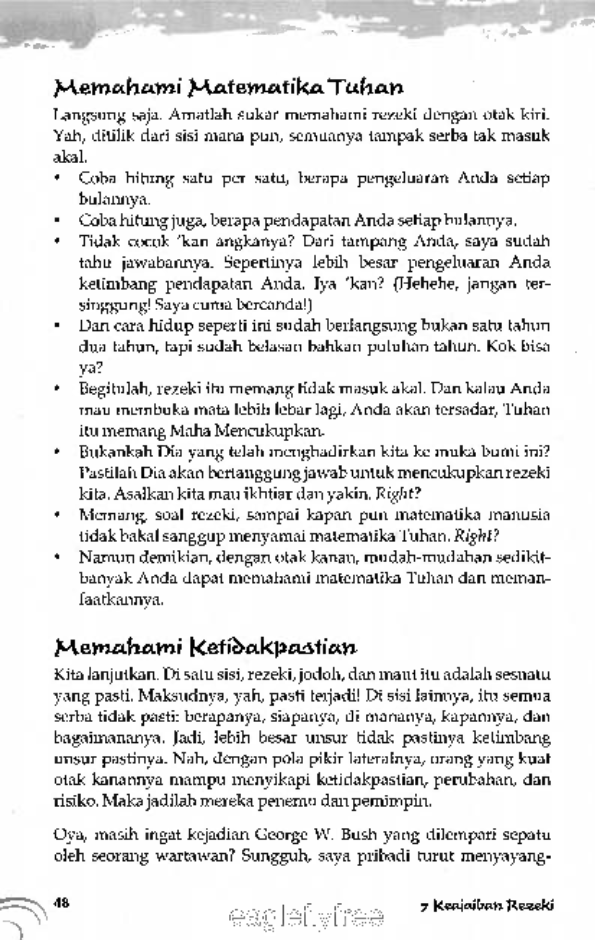 Memahami Matematika Tuhan
Langsung saja. Amatlah sukar memahami rezeki dengan otak kiri.
Yah, ditilik dari sisi mana pun, semuanya tampak serba tak masuk
akal.
• Coba hitung satu per satu, berapa pengeluaran Anda setiap
bulannya.
• Coba hitung juga, berapa pendapatan Anda setiap bulannya.
• Tidak cocok 'kan angkanya? Dari tampang Anda, saya sudah
tahu jawabannya. Sepertinya lebih besar pengeluaran Anda
ketimbang pendapatan Anda. Iya 'kan? (Hehehe, jangan ter-
singgung! Saya cuma bercanda!)
• Dan cara hidup seperti ini sudah berlangsung bukan satu tahun
dua tahun, tapi sudah belasan bahkan puluhan tahun. Kok bisa
ya?
• Begitulah, rezeki itu memang tidak masuk akal. Dan kalau Anda
mau membuka mata lebih lebar lagi, Anda akan tersadar, Tuhan
itu memang Maha Mencukupkan.
• Bukankah Dia yang telah menghadirkan kita ke muka bumi ini?
Pastilah Dia akan bertanggung jawab untuk mencukupkan rezeki
kita. Asalkan kita mau ikhtiar dan yakin. Right?
• Memang, soal rezeki, sampai kapan pun matematika manusia
tidak bakal sanggup menyamai matematika Tuhan. Right?
• Namun demikian, dengan otak kanan, mudah-mudahan sedikit-
banyak Anda dapat memahami matematika Tuhan dan meman-
faatkannya.
Memahami Ketidakpastian
Kita lanjutkan. Di satu sisi, rezeki, jodoh, dan maut itu adalah sesuatu
yang pasti. Maksudnya, yah, pasti terjadi! Di sisi lainnya, itu semua
serba tidak pasti: berapanya, siapanya, di mananya, kapannya, dan
bagaimananya. Jadi, lebih besar unsur tidak pastinya ketimbang
unsur pastinya. Nah, dengan pola pikir lateralnya, orang yang kuat
otak kanannya mampu menyikapi ketidakpastian, perubahan, dan
risiko. Maka jadilah mereka penemu dan pemimpin.
Oya, masih ingat kejadian George W. Bush yang dilempari sepatu
oleh seorang wartawan? Sungguh, saya pribadi turut menyayang-
48
7 Keajaiban Rezeki
eagleflyfree